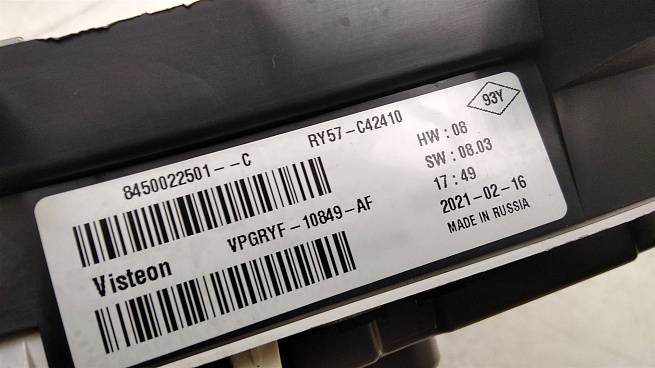 8450022501--C RY57-C42410
93Y
HW : 08
SW : 08.03
17 : 49
2021-02-16
MADE IN RUSSIA
Visteon VPGRYF-10849-AF